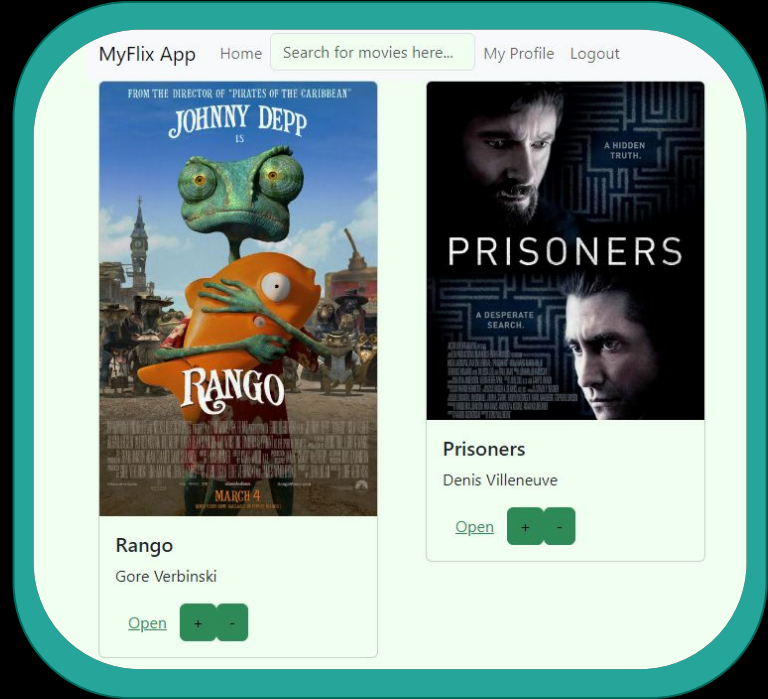 MyFlix App Home Search for movies here... My Profile Logout
FROM THE DIRECTOR OF "PIRATES OF THE CARIBBEAN"
JOHNNY DEPP
IS
RANGO
MARCH 4
Rango
Gore Verbinski
Open + -
A HIDDEN
TRUTH.
PRISONERS
A DESPERATE
SEARCH.
Prisoners
Denis Villeneuve
Open + -